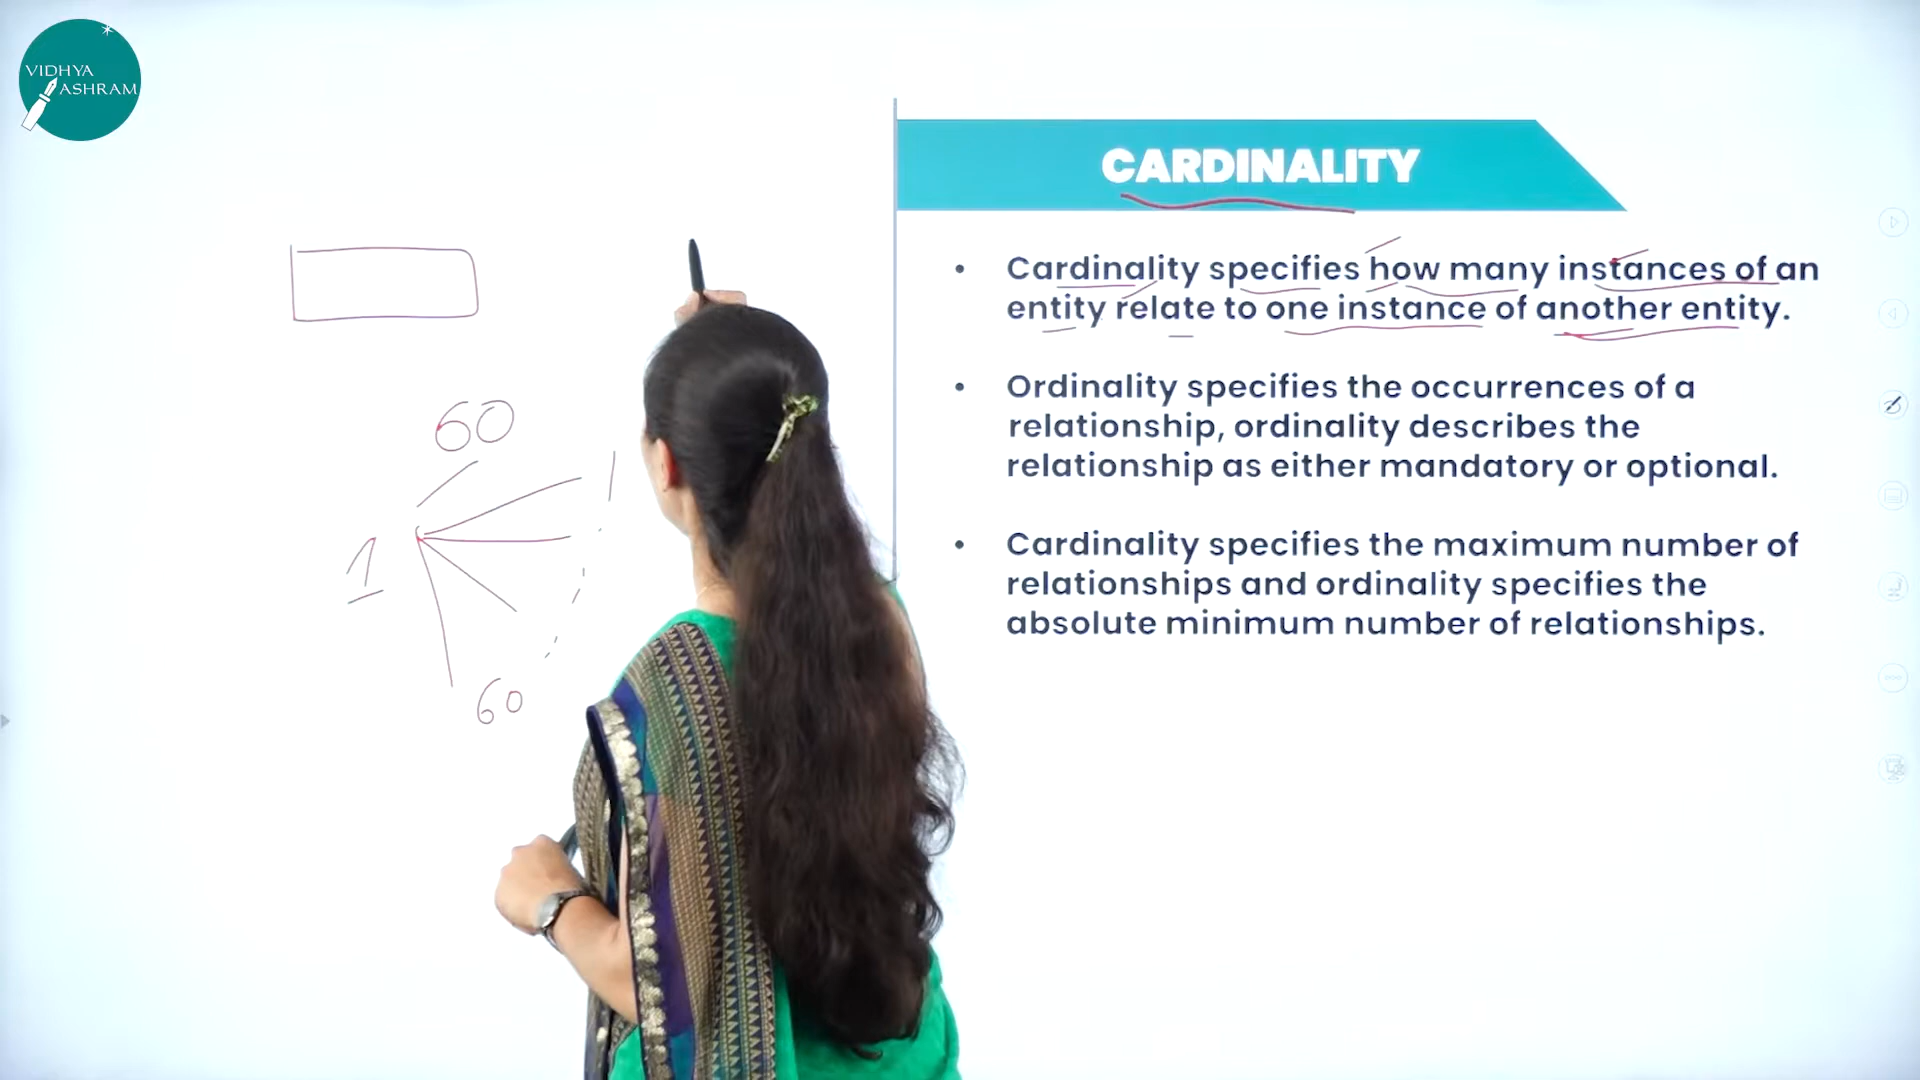 VIDHYA
ASHRAM
CARDINALITY
• Cardinality specifies how many instances of an
entity relate to one instance of another entity.
• Ordinality specifies the occurrences of a
relationship, ordinality describes the
relationship as either mandatory or optional.
• Cardinality specifies the maximum number of
relationships and ordinality specifies the
absolute minimum number of relationships.
60
1
1
60